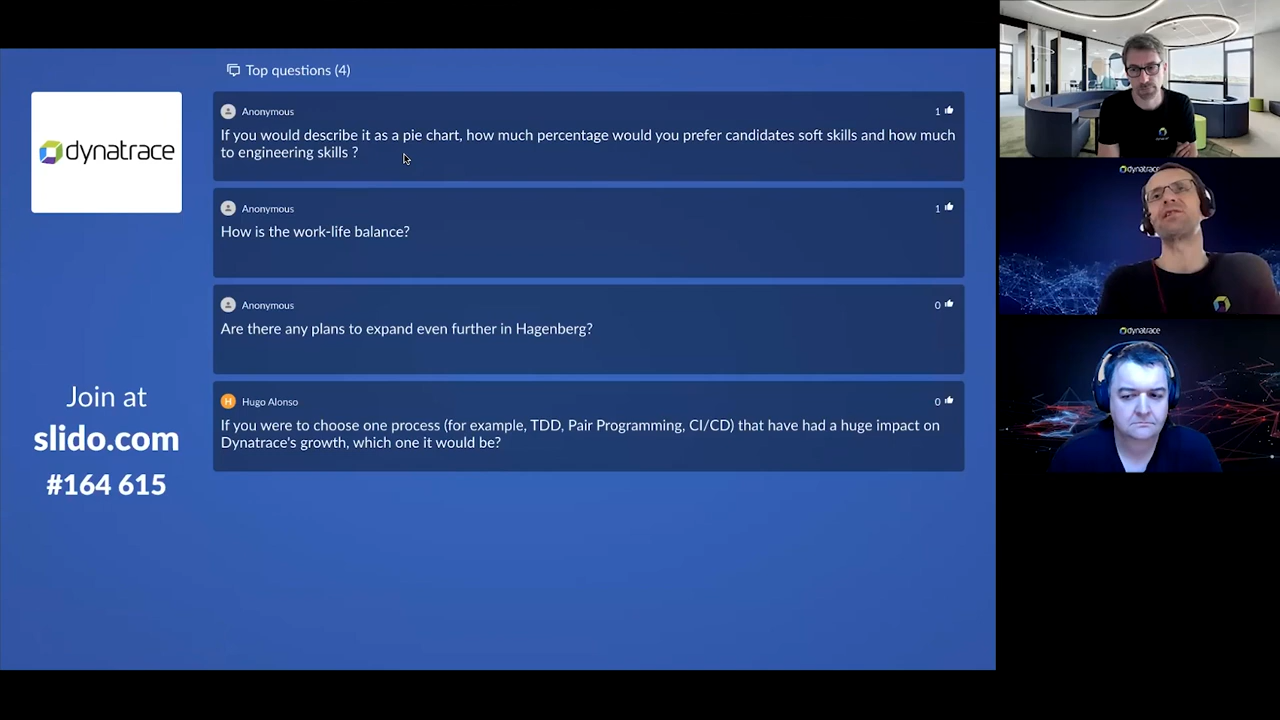 Top questions (4)
dynatrace
Anonymous
1
If you would describe it as a pie chart, how much percentage would you prefer candidates soft skills and how much
to engineering skills ?
Anonymous
1
How is the work-life balance?
Anonymous
0
Are there any plans to expand even further in Hagenberg?
H
Hugo Alonso
0
If you were to choose one process (for example, TDD, Pair Programming, CI/CD) that have had a huge impact on
Dynatrace's growth, which one it would be?
Join at
slido.com
#164 615
dynatrace
dynatrace